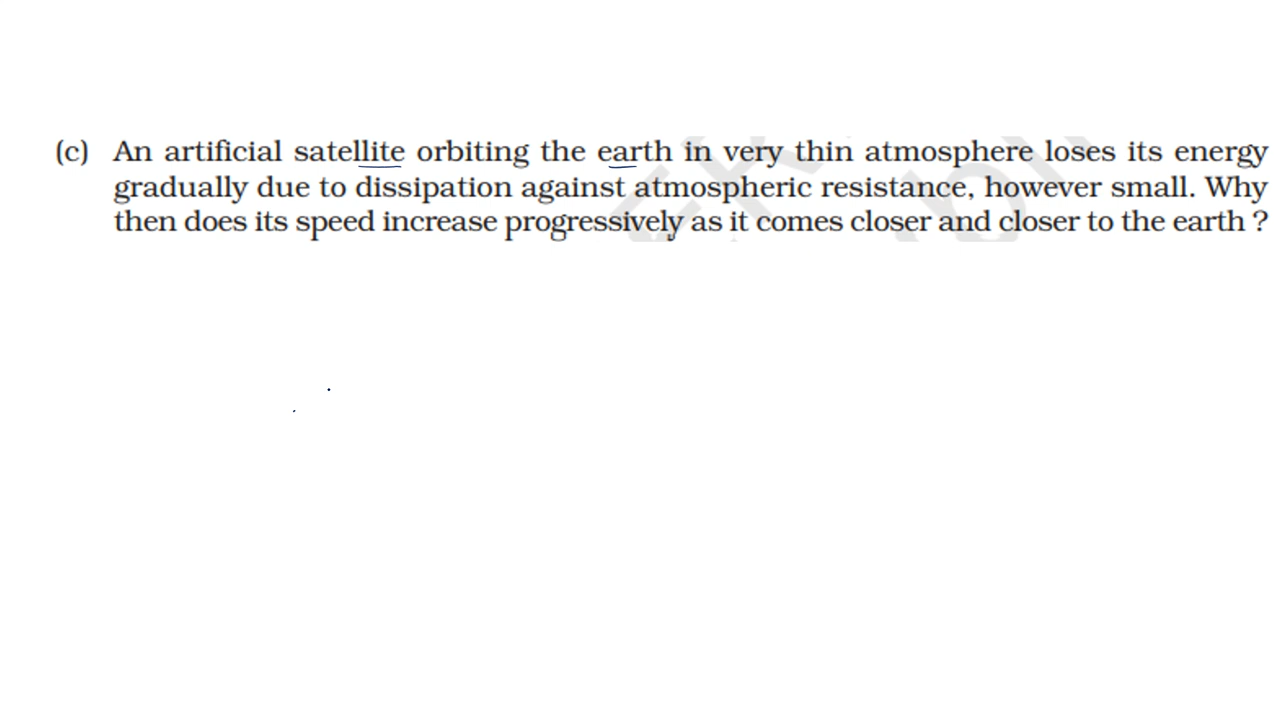 (c) An artificial satellite orbiting the earth in very thin atmosphere loses its energy
gradually due to dissipation against atmospheric resistance, however small. Why
then does its speed increase progressively as it comes closer and closer to the earth ?